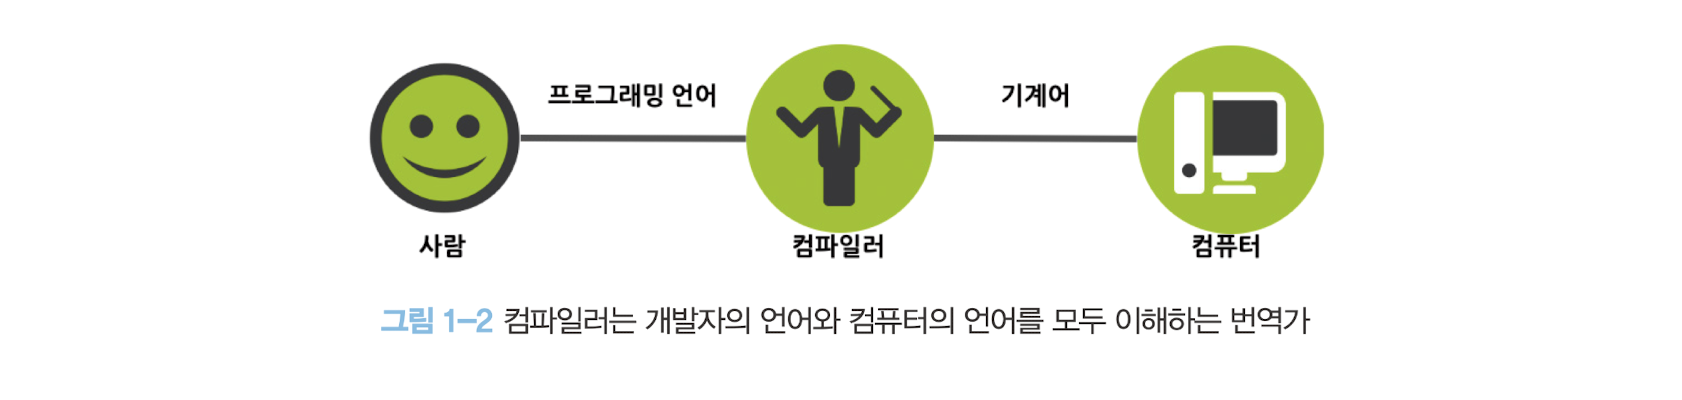 프로그래밍 언어
기계어
사람
컴파일러
컴퓨터
그림 1-2 컴파일러는 개발자의 언어와 컴퓨터의 언어를 모두 이해하는 번역가